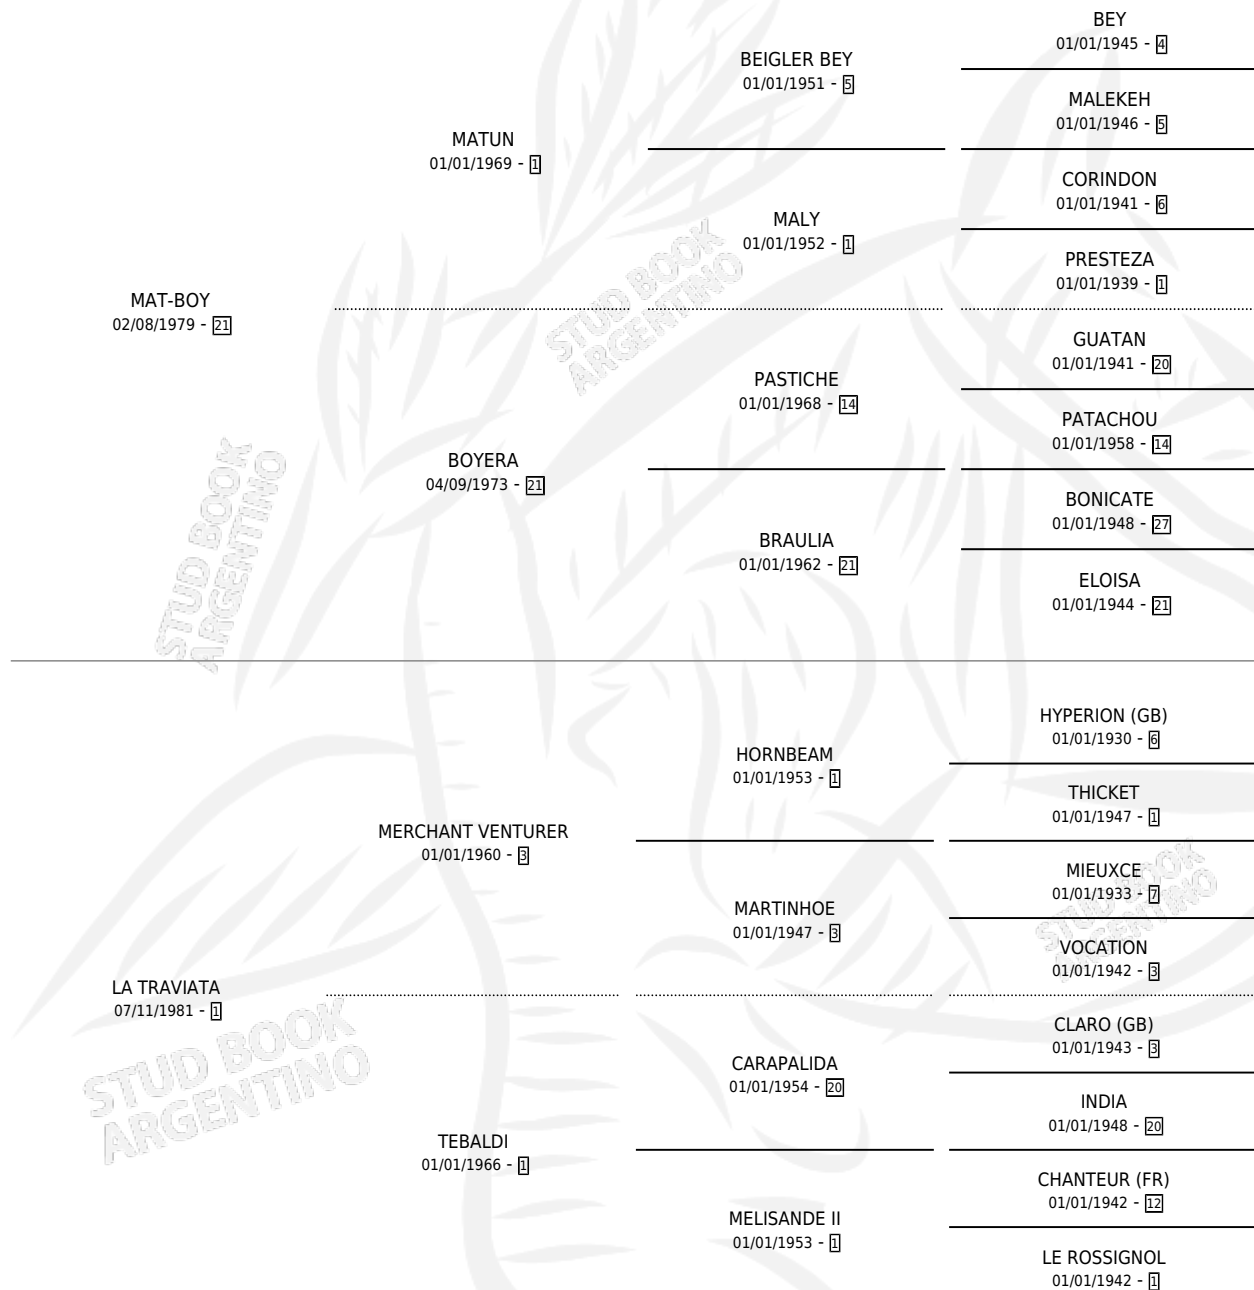 BEY
01/01/1945 - 4
BEIGLER BEY
01/01/1951 - 5
MALEKEH
01/01/1946 - 5
MATUN
01/01/1969 - 1
CORINDON
01/01/1941 - 6
MALY
01/01/1952 - 1
PRESTEZA
01/01/1939 - 1
MAT-BOY
02/08/1979 - 21
GUATAN
01/01/1941 - 20
PASTICHE
01/01/1968 - 14
PATACHOU
01/01/1958 - 14
BOYERA
04/09/1973 - 21
BONICATE
01/01/1948 - 27
BRAULIA
01/01/1962 - 21
ELOISA
01/01/1944 - 21
HYPERION (GB)
01/01/1930 - 6
HORNBEAM
01/01/1953 - 1
THICKET
01/01/1947 - 1
MERCHANT VENTURER
01/01/1960 - 3
MIEUXCE
01/01/1933 - 7
MARTINHOE
01/01/1947 - 3
VOCATION
01/01/1942 - 3
LA TRAVIATA
07/11/1981 - 1
CLARO (GB)
01/01/1943 - 3
CARAPALIDA
01/01/1954 - 20
INDIA
01/01/1948 - 20
TEBALDI
01/01/1966 - 1
CHANTEUR (FR)
01/01/1942 - 12
MELISANDE II
01/01/1953 - 1
LE ROSSIGNOL
01/01/1942 - 1
STUD BOOK
ARGENTINO
STUD BOOK
ARGENTINO
STUD BOOK
ARGENTINO
STUD BOOK
ARGENTINO